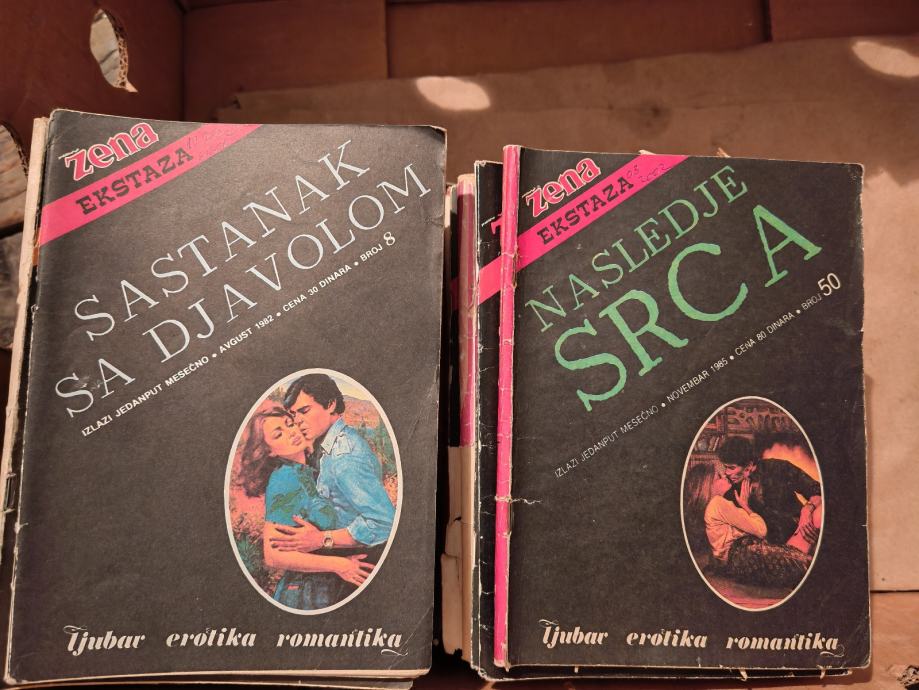 žena
EKSTAZA
SASTANAK
SA DJAVOLOM
IZLAZI JEDANPUT MESEČNO • AVGUST 1982 • CENA 30 DINARA • BROJ 8
ljubav erotika romantika
žena
EKSTAZA
NASLEDJE
SRCA
IZLAZI JEDANPUT MESEČNO • NOVEMBAR 1985 • CENA 80 DINARA • BROJ 50
ljubav erotika romantika